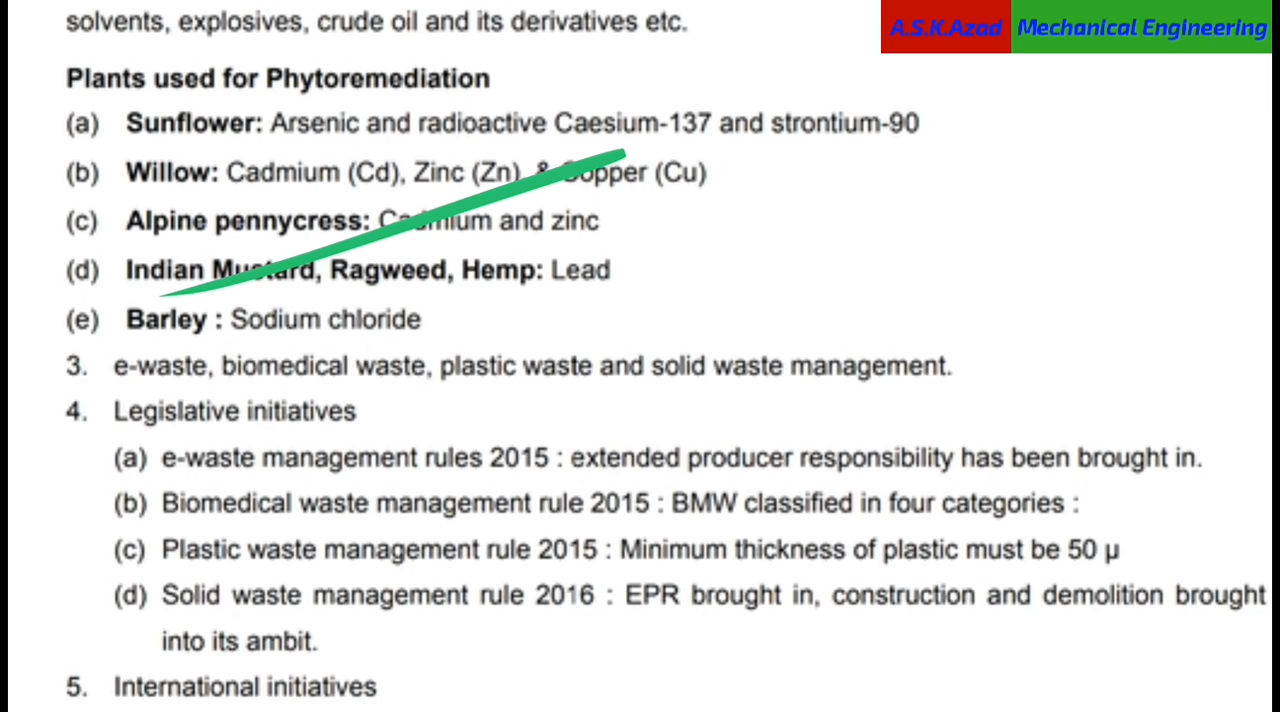 solvents, explosives, crude oil and its derivatives etc.
A.S.K.Azad Mechanical Engineering
Plants used for Phytoremediation
(a) Sunflower: Arsenic and radioactive Caesium-137 and strontium-90
(b) Willow: Cadmium (Cd), Zinc (Zn), & Copper (Cu)
(c) Alpine pennycress: Cadmium and zinc
(d) Indian Mustard, Ragweed, Hemp: Lead
(e) Barley : Sodium chloride
3. e-waste, biomedical waste, plastic waste and solid waste management.
4. Legislative initiatives
(a) e-waste management rules 2015 : extended producer responsibility has been brought in.
(b) Biomedical waste management rule 2015 : BMW classified in four categories :
(c) Plastic waste management rule 2015 : Minimum thickness of plastic must be 50 μ
(d) Solid waste management rule 2016 : EPR brought in, construction and demolition brought
into its ambit.
5. International initiatives